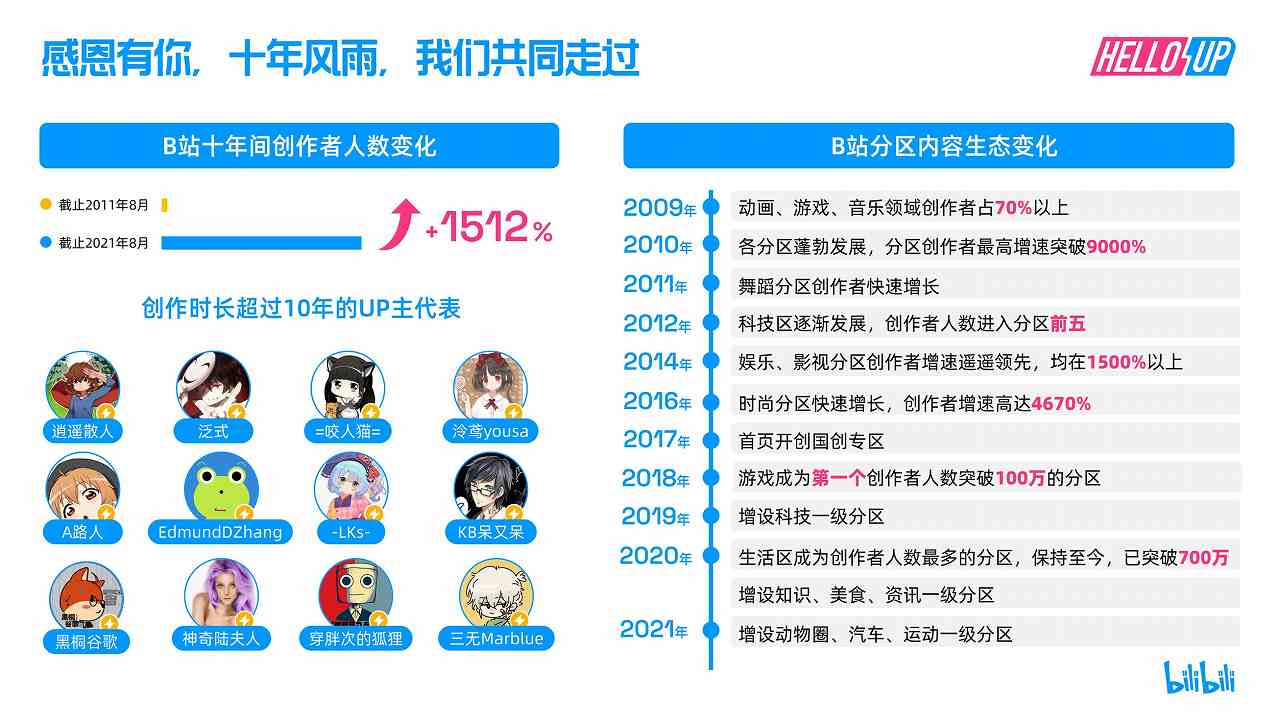 感恩有你，十年风雨，我们共同走过
HELLO UP
B站十年间创作者人数变化
截止2011年8月
截止2021年8月
+1512%
创作时长超过10年的UP主代表
逍遥散人
泛式
=咬人猫=
泠鸢yousa
A路人
EdmundDZhang
-LKs-
KB呆又呆
黑桐谷歌
神奇陆夫人
穿胖次的狐狸
三无Marblue
B站分区内容生态变化
2009年 动画、游戏、音乐领域创作者占70%以上
2010年 各分区蓬勃发展，分区创作者最高增速突破9000%
2011年 舞蹈分区创作者快速增长
2012年 科技区逐渐发展，创作者人数进入分区前五
2014年 娱乐、影视分区创作者增速遥遥领先，均在1500%以上
2016年 时尚分区快速增长，创作者增速高达4670%
2017年 首页开创国创专区
2018年 游戏成为第一个创作者人数突破100万的分区
2019年 增设科技一级分区
2020年 生活区成为创作者人数最多的分区，保持至今，已突破700万
增设知识、美食、资讯一级分区
2021年 增设动物圈、汽车、运动一级分区
bilibili